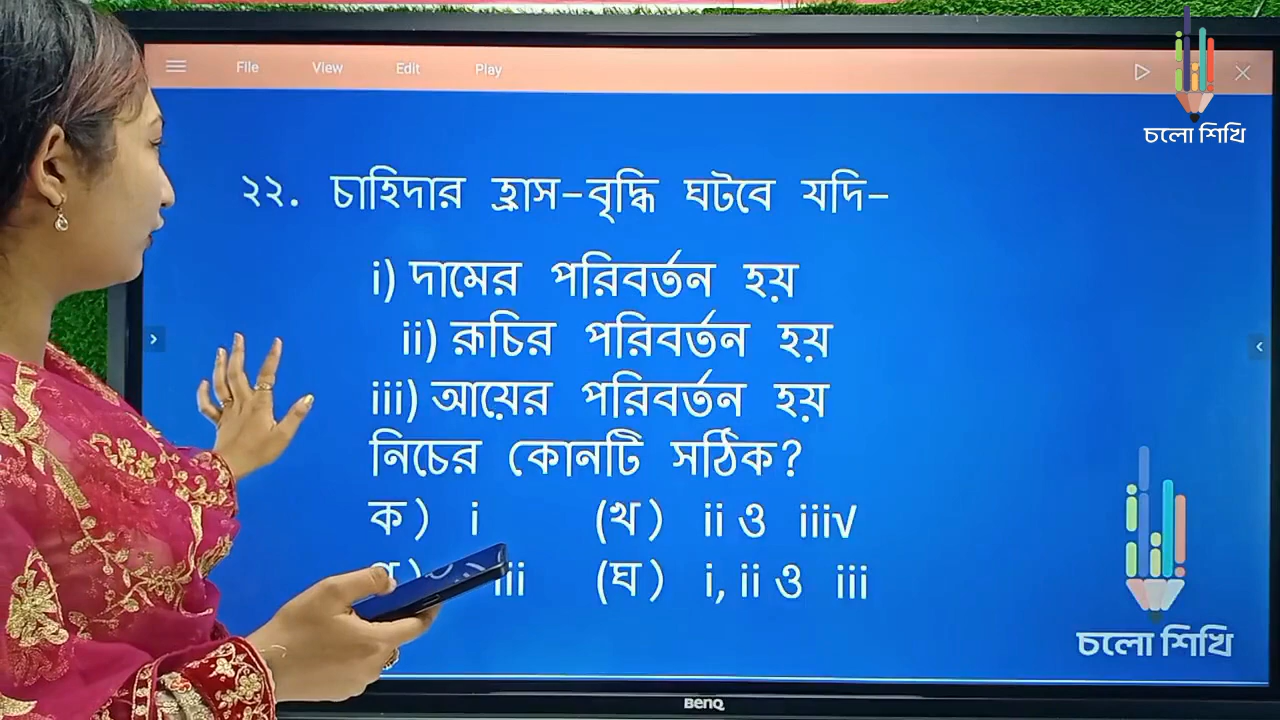 File View Edit Play
চলো শিখি
২২. চাহিদার হ্রাস-বৃদ্ধি ঘটবে যদি-
i) দামের পরিবর্তন হয়
ii) রূচির পরিবর্তন হয়
iii) আয়ের পরিবর্তন হয়
নিচের কোনটি সঠিক?
ক) i (খ) ii ও iii√
iii (ঘ) i, ii ও iii
চলো শিখি
BenQ